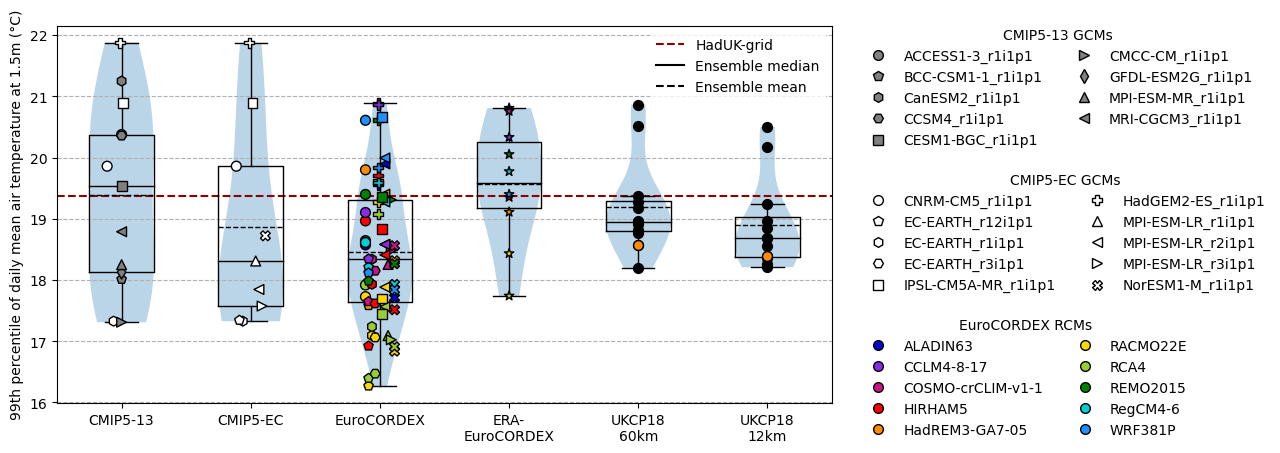 99th percentile of daily mean air temperature at 1.5m (°C)
22
21
20
19
18
17
16
HadUK-grid
Ensemble median
Ensemble mean
CMIP5-13
CMIP5-EC
EuroCORDEX
ERA-
EuroCORDEX
UKCP18
60km
UKCP18
12km
CMIP5-13 GCMs
ACCESS1-3_r1i1p1
BCC-CSM1-1_r1i1p1
CanESM2_r1i1p1
CCSM4_r1i1p1
CESM1-BGC_r1i1p1
CMCC-CM_r1i1p1
GFDL-ESM2G_r1i1p1
MPI-ESM-MR_r1i1p1
MRI-CGCM3_r1i1p1
CMIP5-EC GCMs
CNRM-CM5_r1i1p1
EC-EARTH_r12i1p1
EC-EARTH_r1i1p1
EC-EARTH_r3i1p1
IPSL-CM5A-MR_r1i1p1
HadGEM2-ES_r1i1p1
MPI-ESM-LR_r1i1p1
MPI-ESM-LR_r2i1p1
MPI-ESM-LR_r3i1p1
NorESM1-M_r1i1p1
EuroCORDEX RCMs
ALADIN63
CCLM4-8-17
COSMO-crCLIM-v1-1
HIRHAM5
HadREM3-GA7-05
RACMO22E
RCA4
REMO2015
RegCM4-6
WRF381P